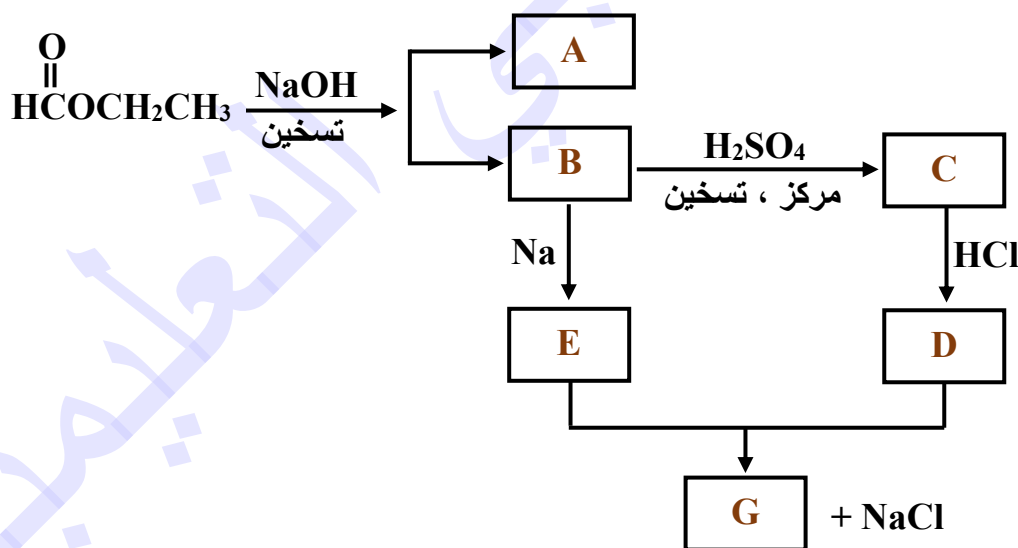 O
||
HCOCH₂CH₃
NaOH
تسخين
A
B
H₂SO₄
مركز ، تسخين
C
Na
HCl
E
D
G
+ NaCl